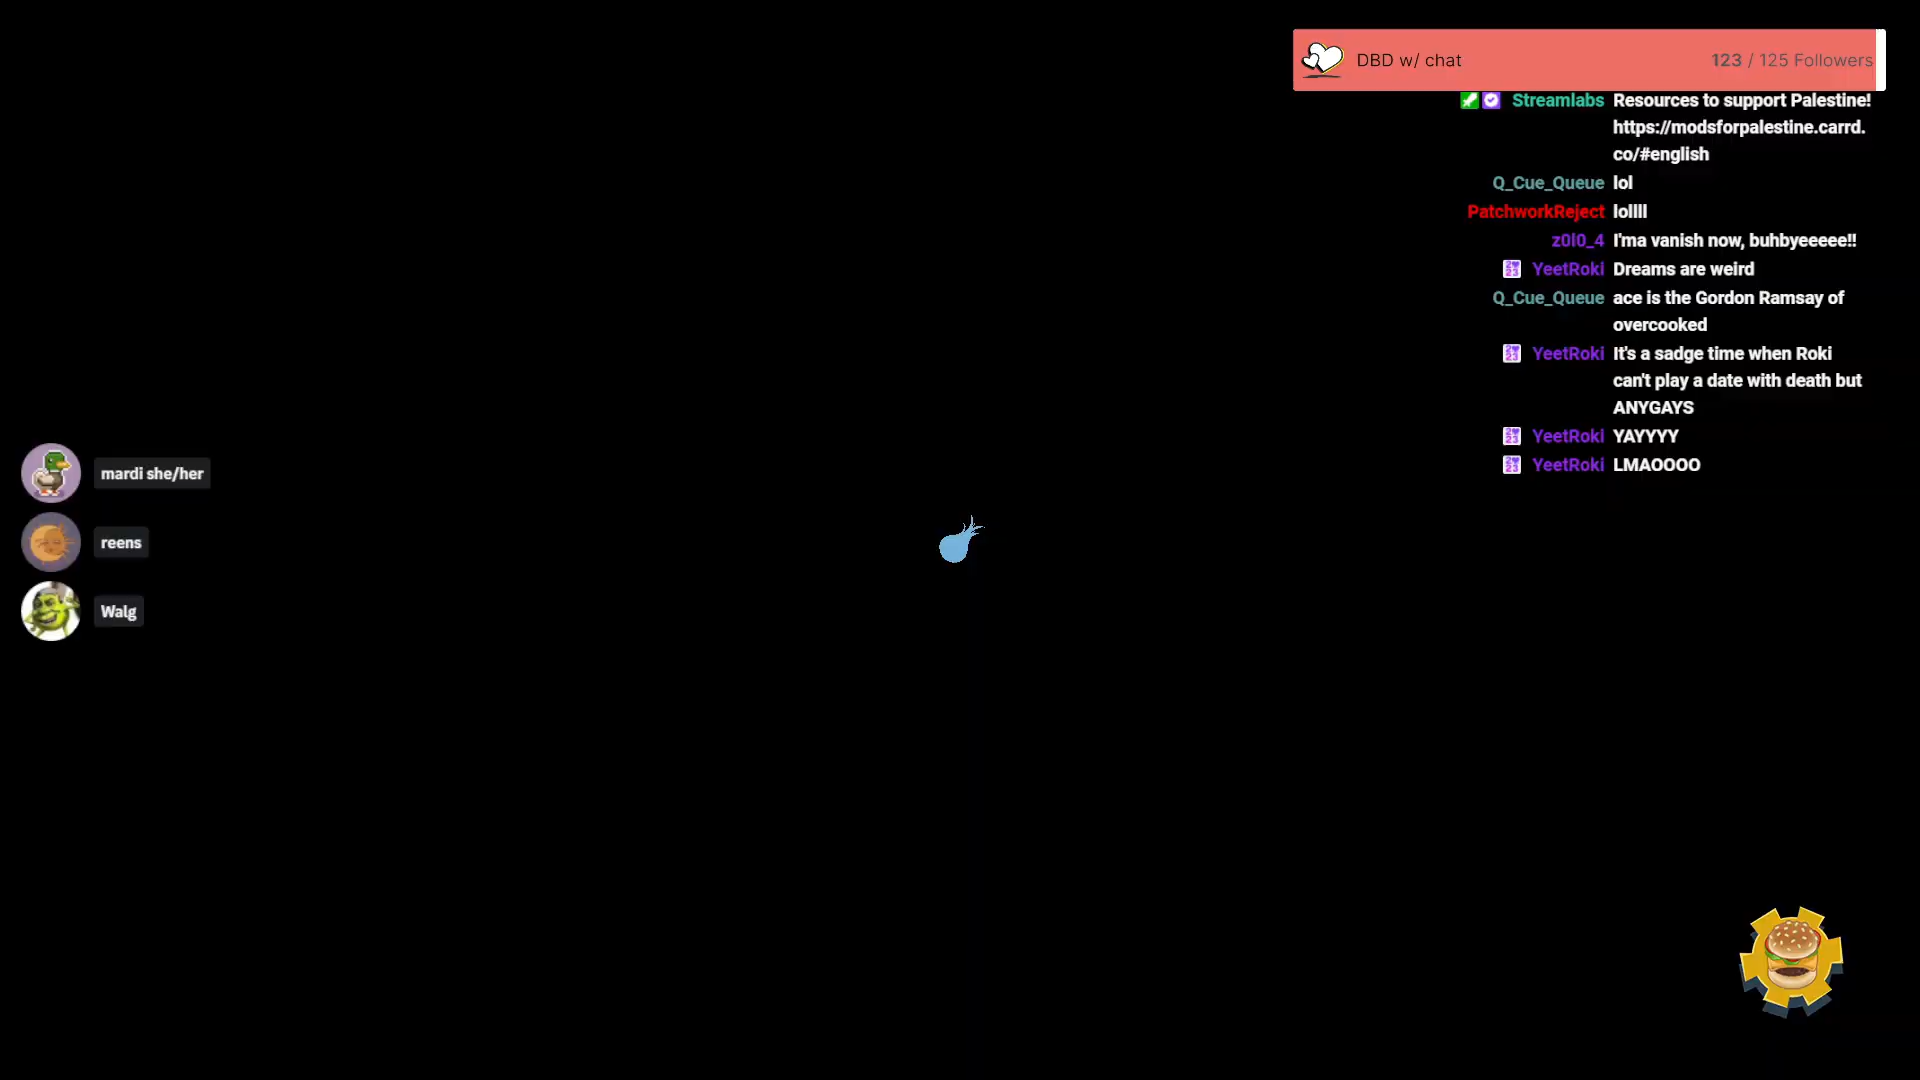 DBD w/ chat 123 / 125 Followers
Streamlabs Resources to support Palestine!
https://modsforpalestine.carrd.
co/#english
Q_Cue_Queue lol
PatchworkReject lollll
z0l0_4 I'ma vanish now, buhbyeeeee!!
YeetRoki Dreams are weird
Q_Cue_Queue ace is the Gordon Ramsay of
overcooked
YeetRoki It's a sadge time when Roki
can't play a date with death but
ANYGAYS
YeetRoki YAYYYY
YeetRoki LMAOOOO
mardi she/her
reens
Walg